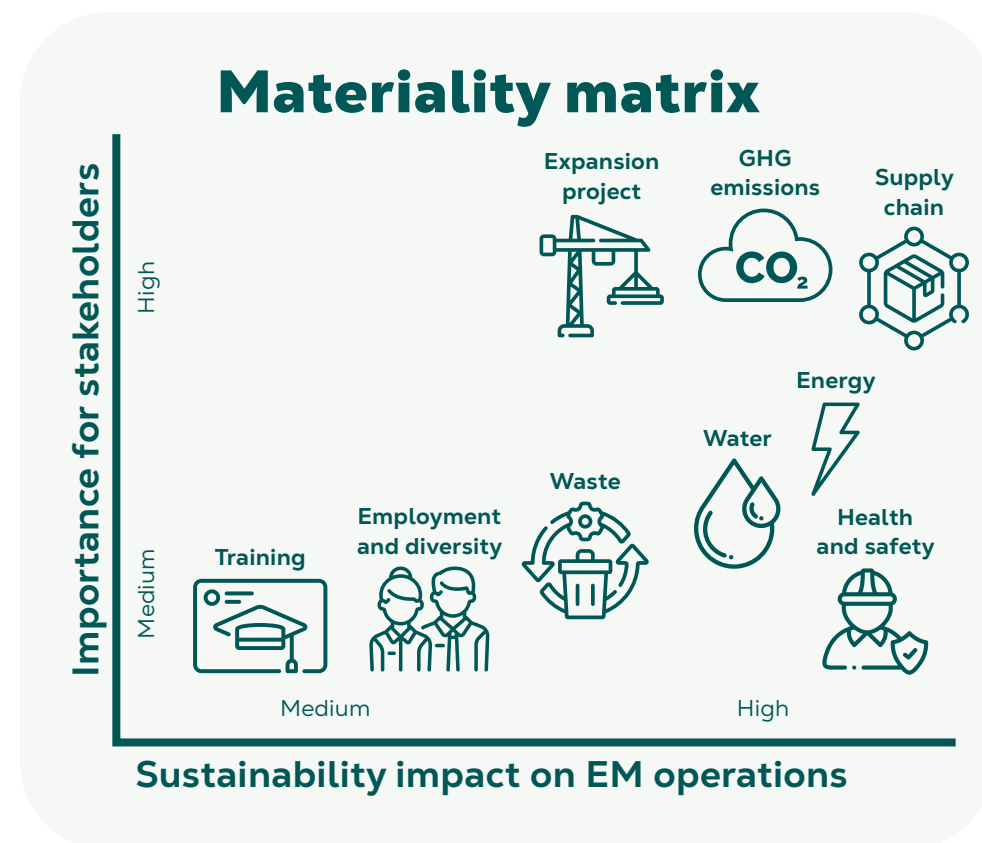 Materiality matrix
Importance for stakeholders
High
Medium
Expansion
project
GHG
emissions
CO₂
Supply
chain
Energy
Water
Waste
Health
and safety
Employment
and diversity
Training
Medium
High
Sustainability impact on EM operations